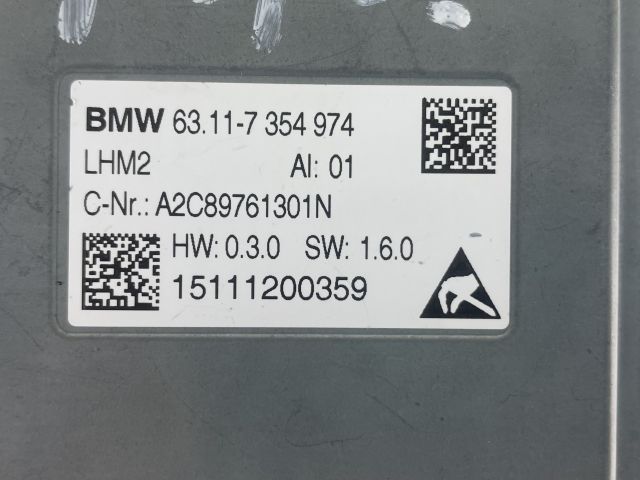 BMW 63.11-7 354 974
LHM2 AI: 01
C-Nr.: A2C89761301N
HW: 0.3.0 SW: 1.6.0
15111200359